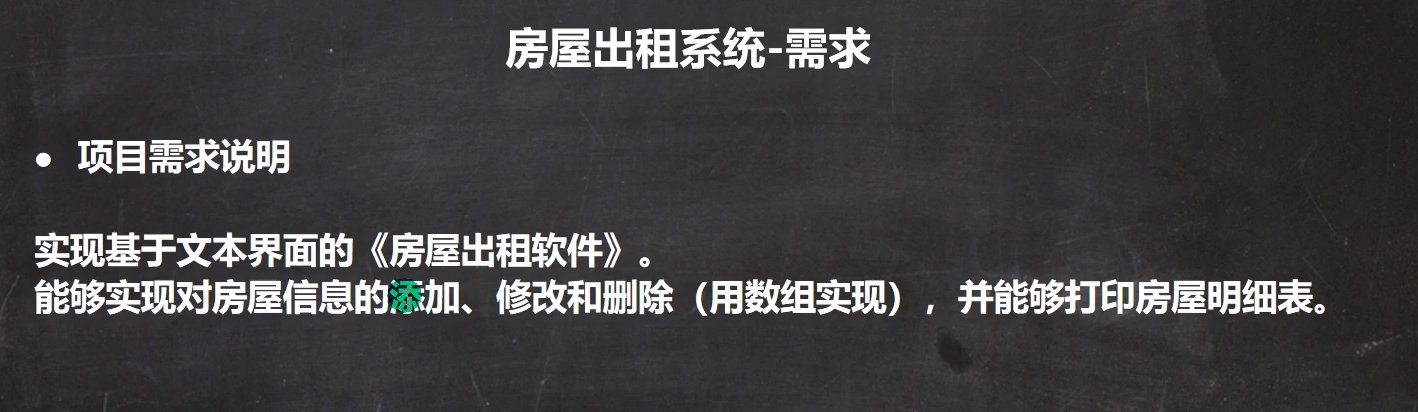 房屋出租系统-需求
● 项目需求说明
实现基于文本界面的《房屋出租软件》。
能够实现对房屋信息的添加、修改和删除（用数组实现），并能够打印房屋明细表。